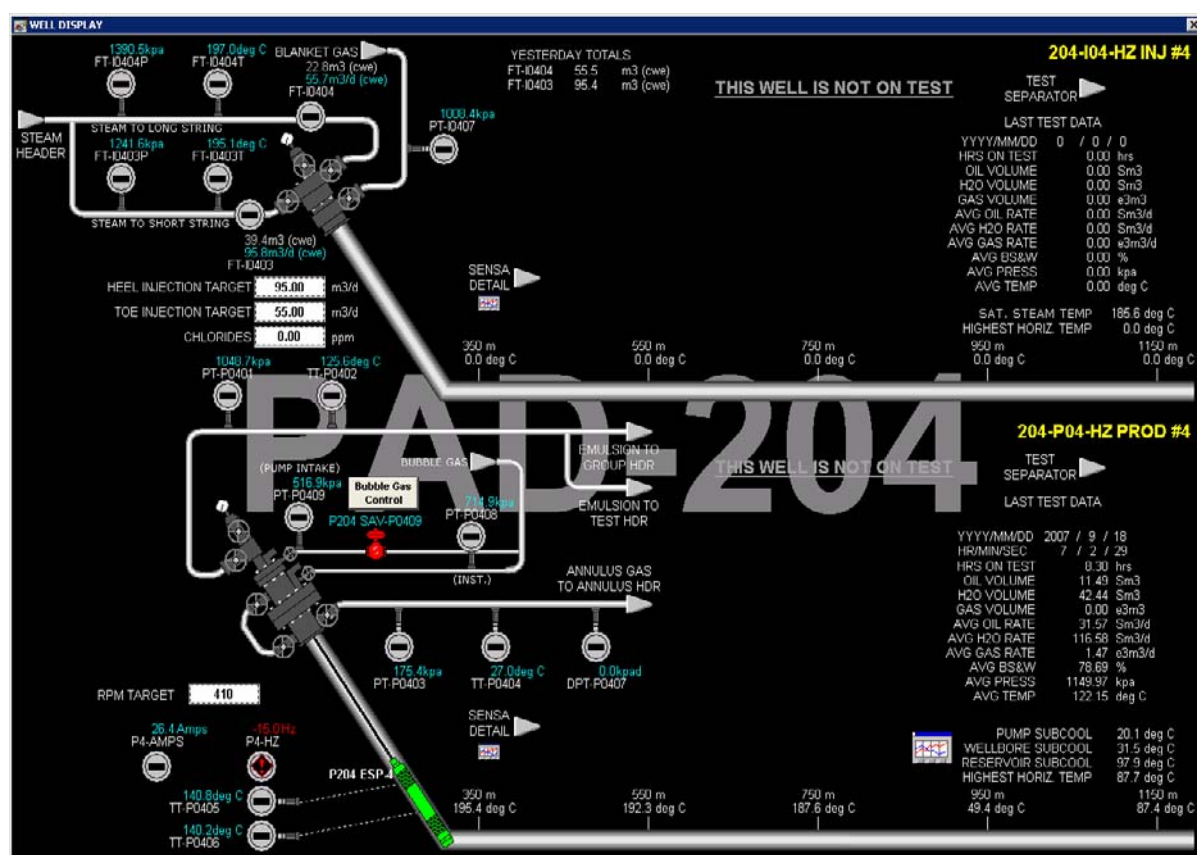 WELL DISPLAY
1390.5kpa
FT-I0404P
197.0deg C
FT-I0404T
BLANKET GAS
22.8m3 (cwe)
55.7m3/d (cwe)
FT-I0404
YESTERDAY TOTALS
FT-I0404 55.5 m3 (cwe)
FT-I0403 95.4 m3 (cwe)
THIS WELL IS NOT ON TEST
204-I04-HZ INJ #4
TEST
SEPARATOR
STEAM
HEADER
STEAM TO LONG STRING
1241.6kpa
FT-I0403P
195.1deg C
FT-I0403T
1008.4kpa
PT-I0407
STEAM TO SHORT STRING
39.4m3 (cwe)
95.8m3/d (cwe)
FT-I0403
LAST TEST DATA
YYYY/MM/DD 0 / 0 / 0
HRS ON TEST 0.00 hrs
OIL VOLUME 0.00 Sm3
H2O VOLUME 0.00 Sm3
GAS VOLUME 0.00 e3m3
AVG OIL RATE 0.00 Sm3/d
AVG H2O RATE 0.00 Sm3/d
AVG GAS RATE 0.00 e3m3/d
AVG BS&W 0.00 %
AVG PRESS 0.00 kpa
AVG TEMP 0.00 deg C
SAT. STEAM TEMP 185.6 deg C
HIGHEST HORIZ. TEMP 0.0 deg C
SENSA
DETAIL
HEEL INJECTION TARGET 95.00 m3/d
TOE INJECTION TARGET 55.00 m3/d
CHLORIDES 0.00 ppm
350 m 550 m 750 m 950 m 1150 m
0.0 deg C 0.0 deg C 0.0 deg C 0.0 deg C 0.0 deg C
PAD-204
1048.7kpa
PT-P0401
125.6deg C
TT-P0402
204-P04-HZ PROD #4
EMULSION TO
GROUP HDR
THIS WELL IS NOT ON TEST
TEST
SEPARATOR
BUBBLE GAS
(PUMP INTAKE)
516.9kpa
PT-P0409
Bubble Gas
Control
P204 SAV-P0409
714.9kpa
PT-P0408
(INST.)
EMULSION TO
TEST HDR
ANNULUS GAS
TO ANNULUS HDR
LAST TEST DATA
YYYY/MM/DD 2007 / 9 / 18
HR/MIN/SEC 7 / 2 / 29
HRS ON TEST 8.30 hrs
OIL VOLUME 11.49 Sm3
H2O VOLUME 42.44 Sm3
GAS VOLUME 0.00 e3m3
AVG OIL RATE 31.57 Sm3/d
AVG H2O RATE 116.58 Sm3/d
AVG GAS RATE 1.47 e3m3/d
AVG BS&W 78.69 %
AVG PRESS 1149.97 kpa
AVG TEMP 122.15 deg C
175.4kpa
PT-P0403
27.0deg C
TT-P0404
0.0kpad
DPT-P0407
RPM TARGET 410
SENSA
DETAIL
PUMP SUBCOOL 20.1 deg C
WELLBORE SUBCOOL 31.5 deg C
RESERVOIR SUBCOOL 97.9 deg C
HIGHEST HORIZ. TEMP 87.7 deg C
26.4 Amps
P4-AMPS
-15.0 Hz
P4-HZ
P204 ESP-4
140.8deg C
TT-P0405
140.2deg C
TT-P0406
350 m 550 m 750 m 950 m 1150 m
195.4 deg C 192.3 deg C 187.6 deg C 49.4 deg C 87.4 deg C